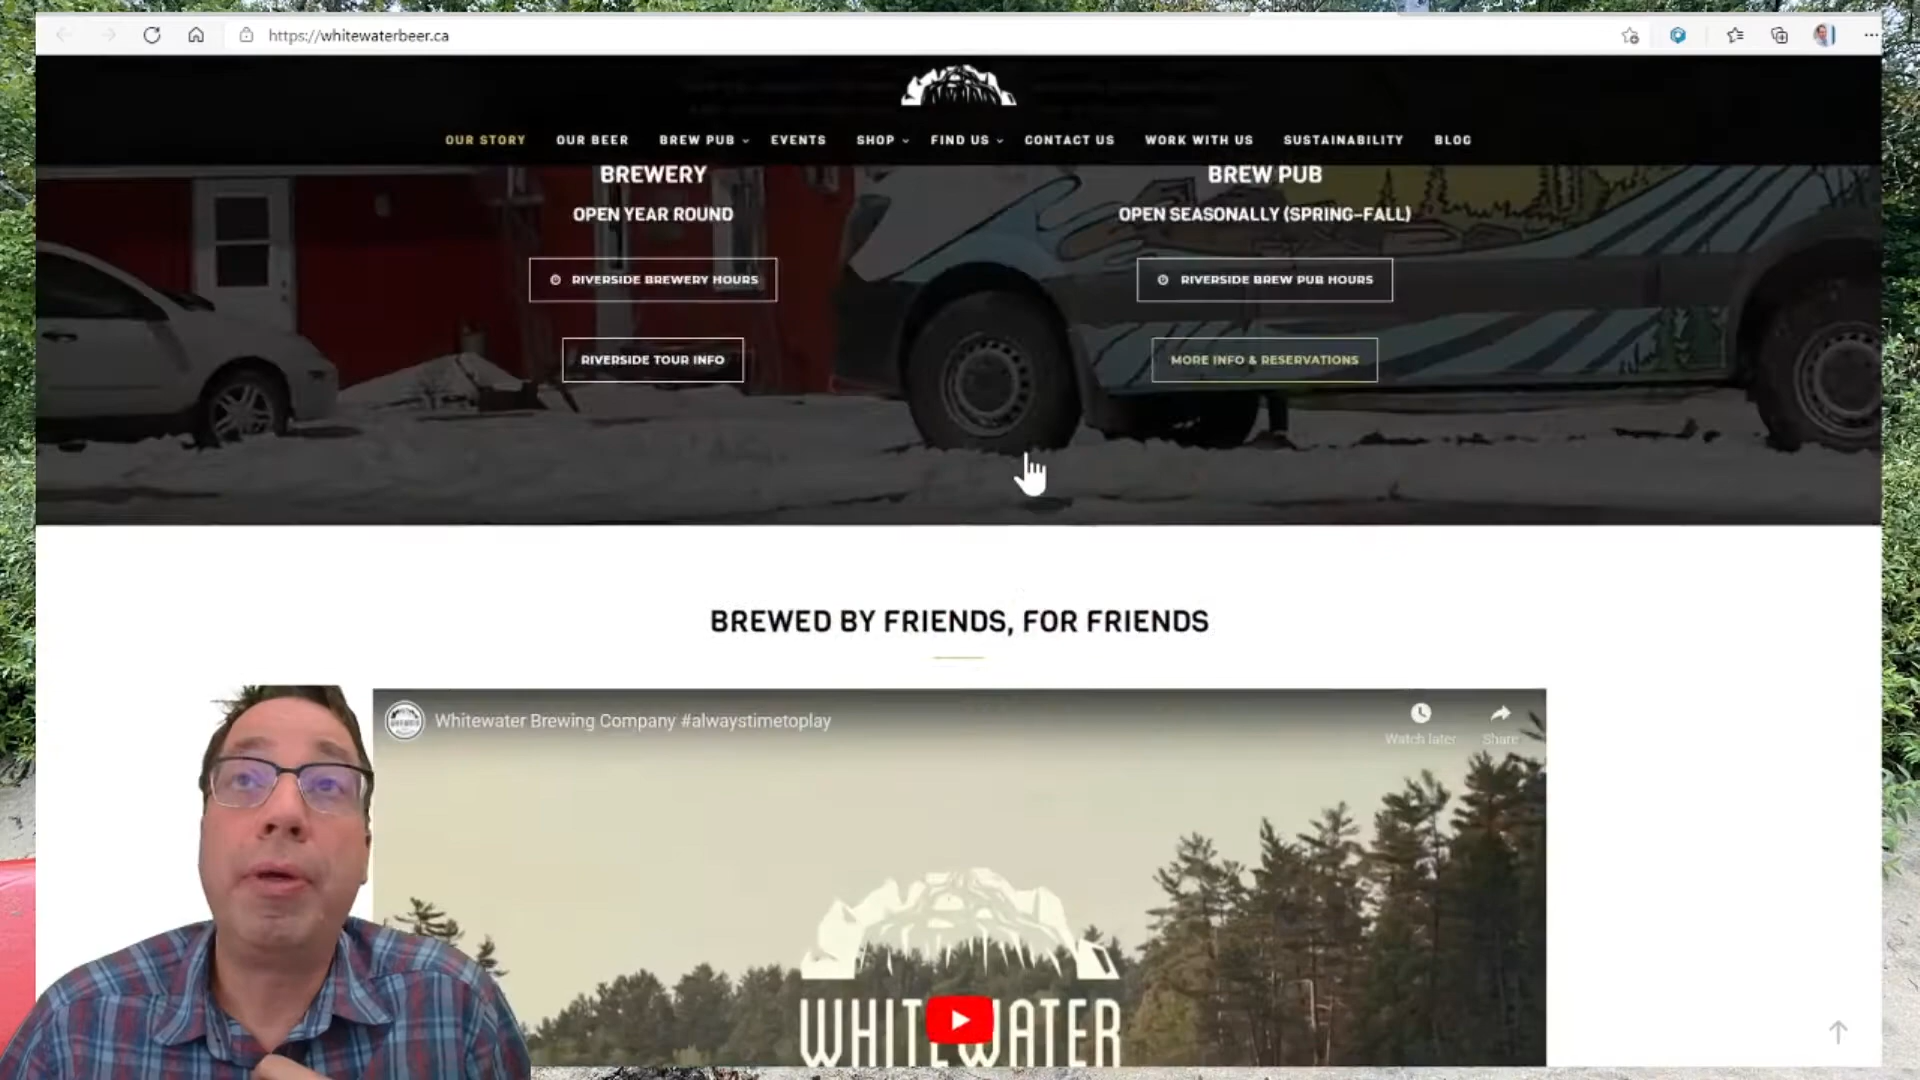 https://whitewaterbeer.ca
OUR STORY OUR BEER BREW PUB EVENTS SHOP FIND US CONTACT US WORK WITH US SUSTAINABILITY BLOG
BREWERY
OPEN YEAR ROUND
RIVERSIDE BREWERY HOURS
RIVERSIDE TOUR INFO
BREW PUB
OPEN SEASONALLY (SPRING-FALL)
RIVERSIDE BREW PUB HOURS
MORE INFO & RESERVATIONS
BREWED BY FRIENDS, FOR FRIENDS
Whitewater Brewing Company #alwaystimetoplay
Watch later Share
WHITEWATER